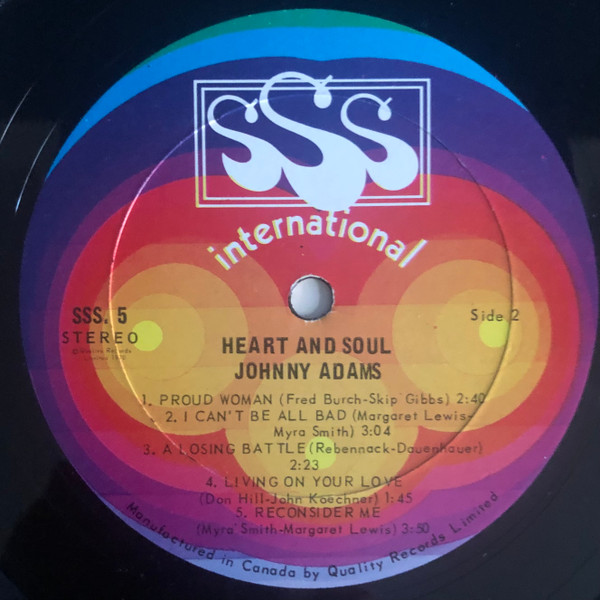 SSS
international
SSS. 5
STEREO
Side 2
HEART AND SOUL
JOHNNY ADAMS
1. PROUD WOMAN (Fred Burch-Skip Gibbs) 2:40
2. I CAN'T BE ALL BAD (Margaret Lewis-
Myra Smith) 3:04
3. A LOSING BATTLE (Rebennack-Dauenhauer)
2:23
4. LIVING ON YOUR LOVE
(Don Hill-John Koechner) 1:45
5. RECONSIDER ME
(Myra Smith-Margaret Lewis) 3:50
Manufactured in Canada by Quality Records Limited